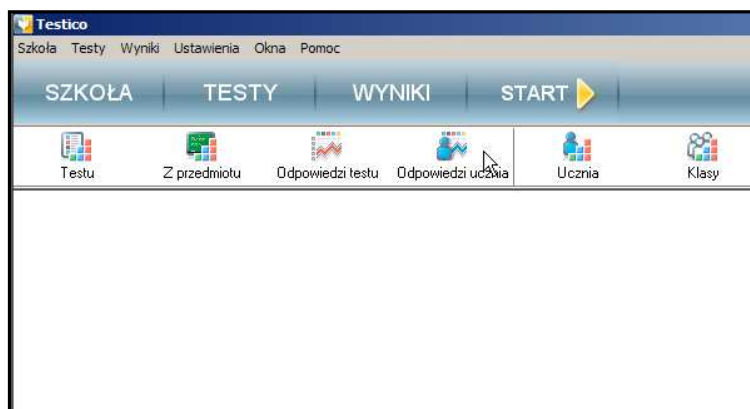 Testico
Szkoła Testy Wyniki Ustawienia Okna Pomoc
SZKOŁA TESTY WYNIKI START
Testu Z przedmiotu Odpowiedzi testu Odpowiedzi ucznia Ucznia Klasy